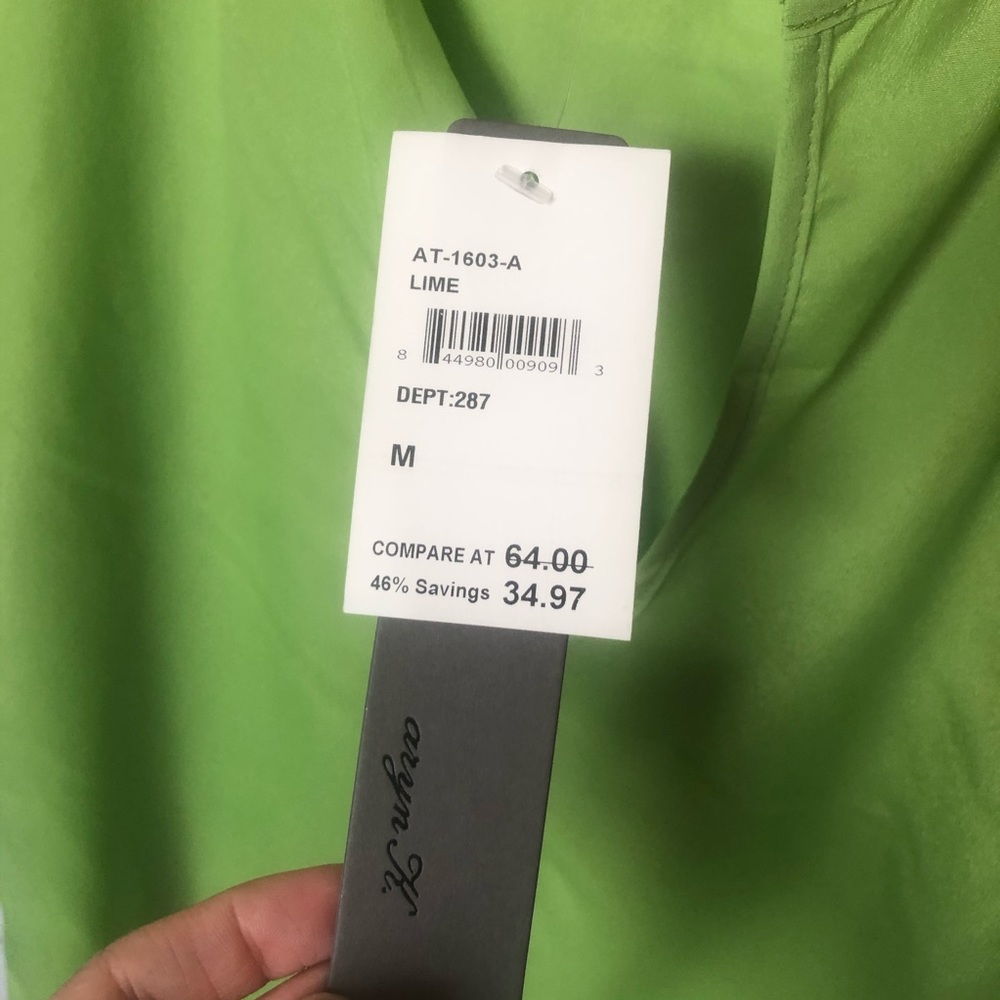 AT-1603-A
LIME
8 44980 00909 3
DEPT:287
M
COMPARE AT 64.00
46% Savings 34.97
aryn K.